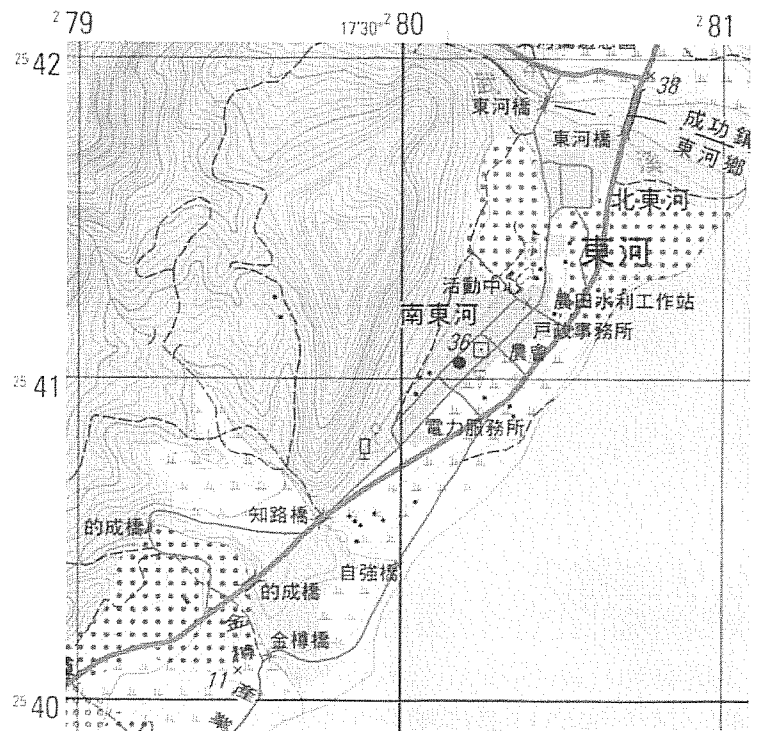 ²79
17'30" ²80
²81
²⁵42
38
東河橋
成功鎮
東河橋
東河鄉
溪
北東河
東河
活動中心
農田水利工作站
南東河
戶政事務所
36
農會
²⁵41
電力服務所
知路橋
的成橋
自強橋
的成橋
金樽橋
金
樽
11
產
²⁵40